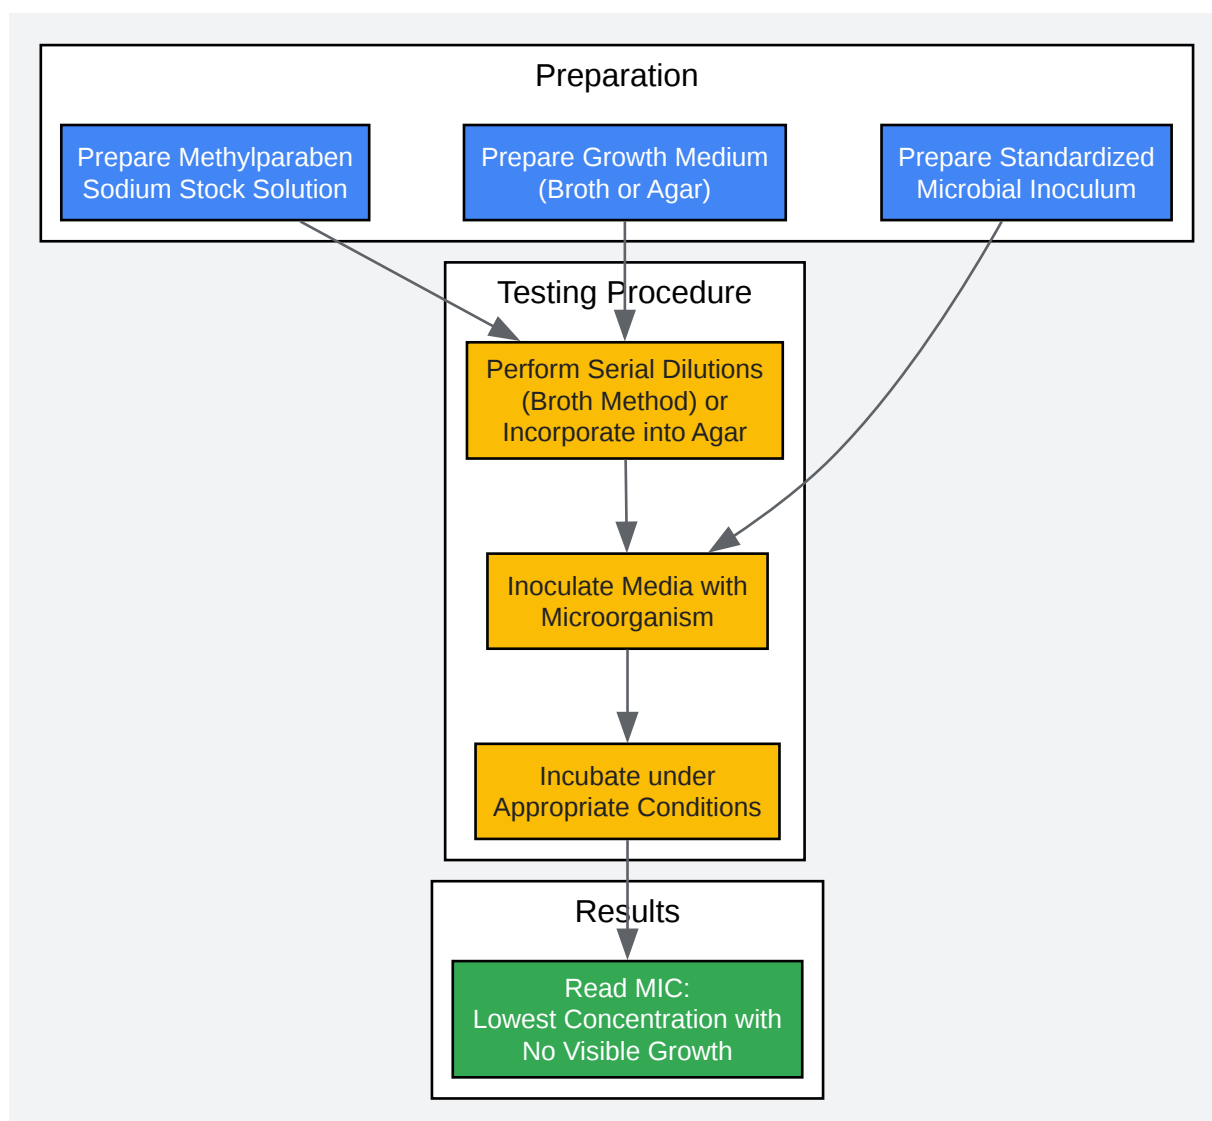 Preparation
Prepare Methylparaben
Sodium Stock Solution
Prepare Growth Medium
(Broth or Agar)
Prepare Standardized
Microbial Inoculum
Testing Procedure
Perform Serial Dilutions
(Broth Method) or
Incorporate into Agar
Inoculate Media with
Microorganism
Incubate under
Appropriate Conditions
Results
Read MIC:
Lowest Concentration with
No Visible Growth